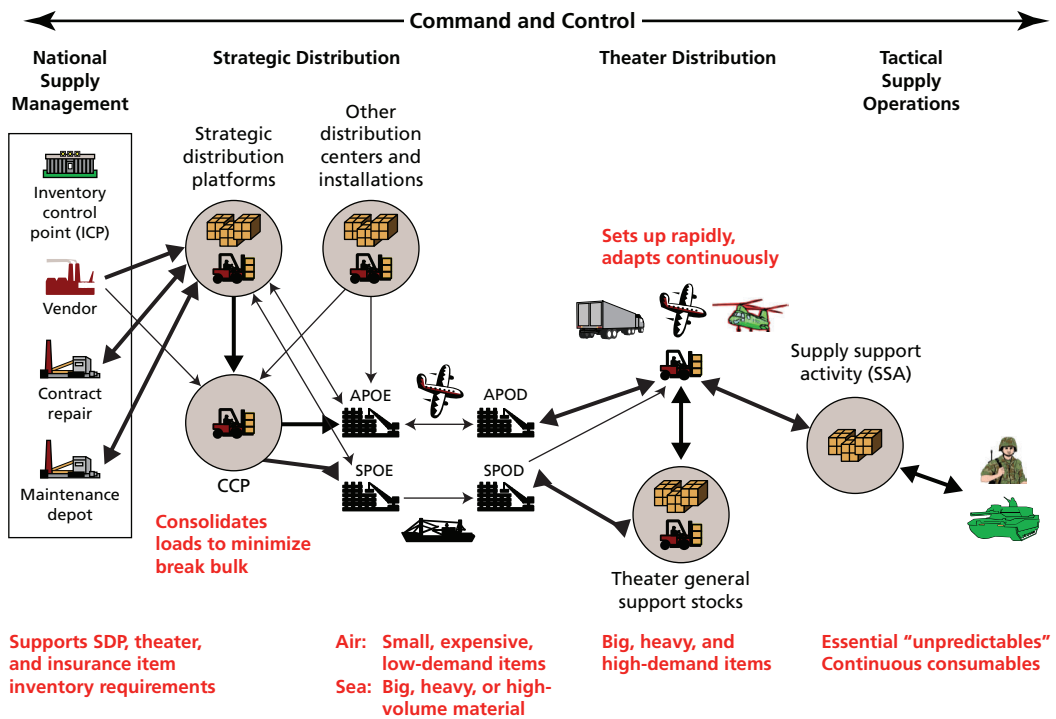 Command and Control
National
Supply
Management
Strategic Distribution
Theater Distribution
Tactical
Supply
Operations
Inventory
control
point (ICP)
Vendor
Contract
repair
Maintenance
depot
Strategic
distribution
platforms
Other
distribution
centers and
installations
CCP
Consolidates
loads to minimize
break bulk
APOE
APOD
SPOE
SPOD
Sets up rapidly,
adapts continuously
Theater general
support stocks
Supply support
activity (SSA)
Supports SDP, theater,
and insurance item
inventory requirements
Air: Small, expensive,
low-demand items
Sea: Big, heavy, or high-
volume material
Big, heavy, and
high-demand items
Essential “unpredictables”
Continuous consumables